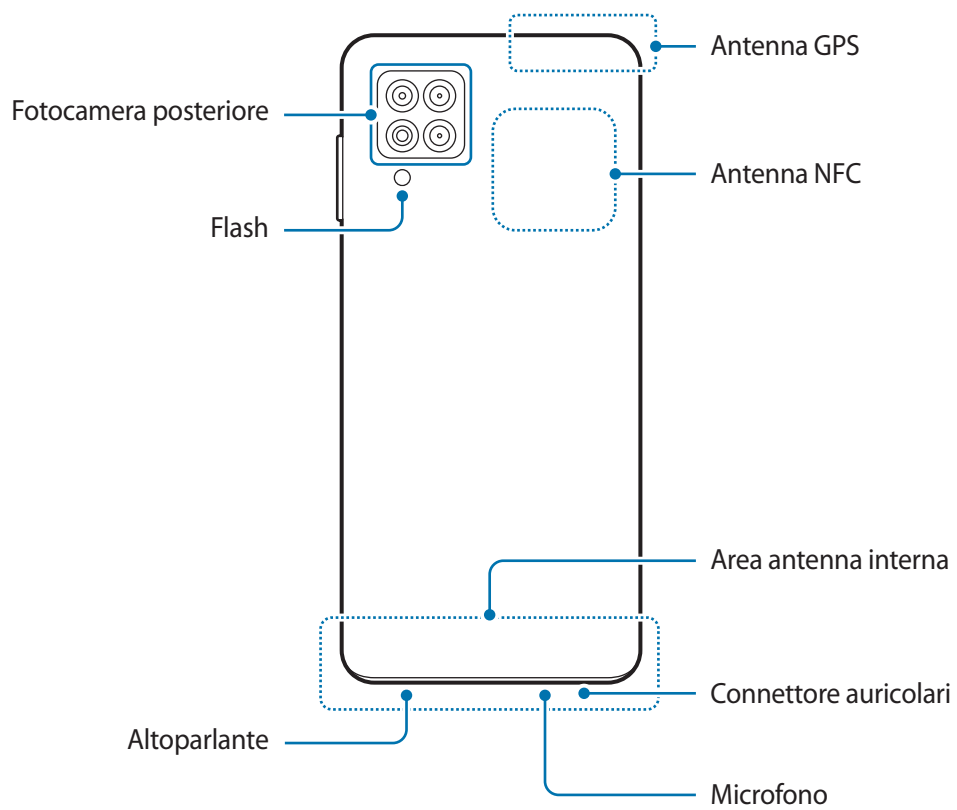 Antenna GPS
Fotocamera posteriore
Antenna NFC
Flash
Area antenna interna
Connettore auricolari
Altoparlante
Microfono